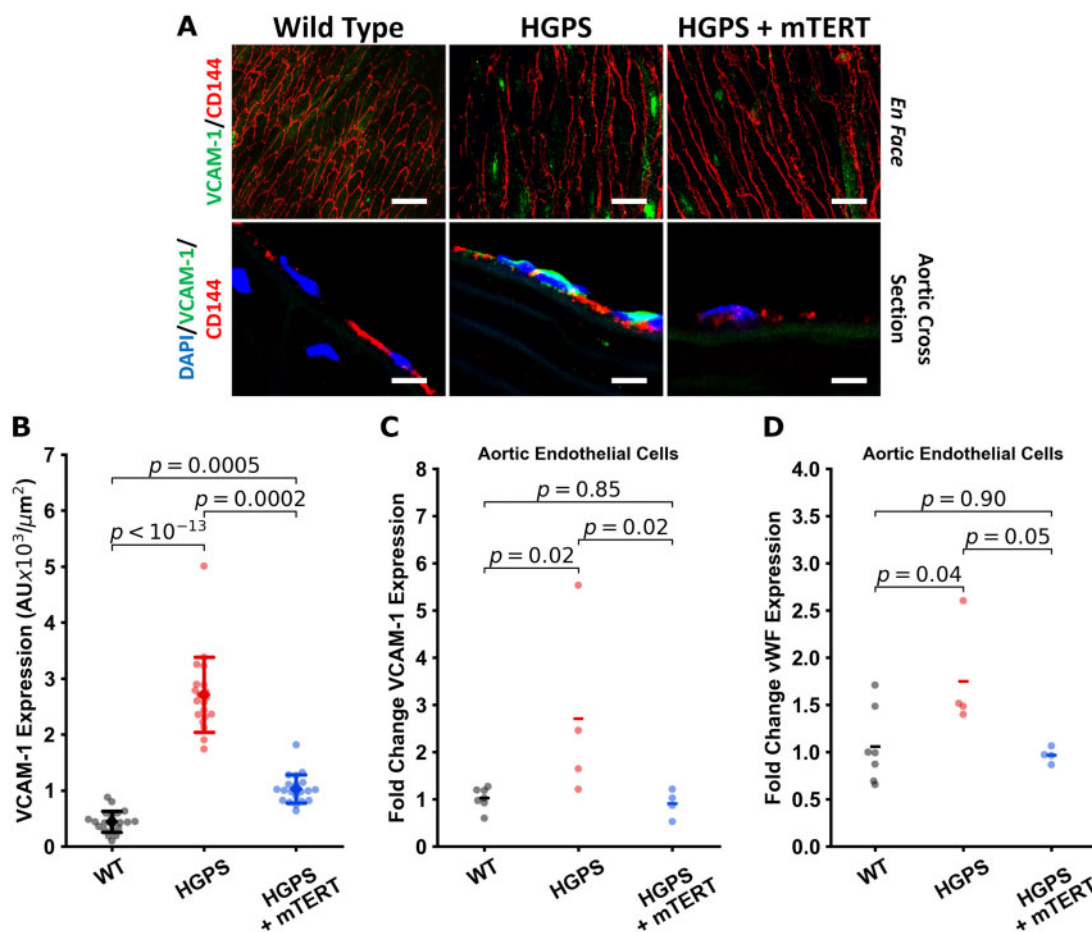 A
Wild Type
HGPS
HGPS + mTERT
VCAM-1/CD144
En Face
DAPI/VCAM-1/
CD144
Aortic Cross
Section
B
VCAM-1 Expression (AUx10³/μm²)
7
6
5
4
3
2
1
0
p = 0.0005
p = 0.0002
p < 10⁻¹³
WT
HGPS
HGPS
+ mTERT
C
Aortic Endothelial Cells
Fold Change VCAM-1 Expression
8
7
6
5
4
3
2
1
0
p = 0.85
p = 0.02
p = 0.02
WT
HGPS
HGPS
+ mTERT
D
Aortic Endothelial Cells
Fold Change vWF Expression
4.0
3.5
3.0
2.5
2.0
1.5
1.0
0.5
0.0
p = 0.90
p = 0.05
p = 0.04
WT
HGPS
HGPS
+ mTERT